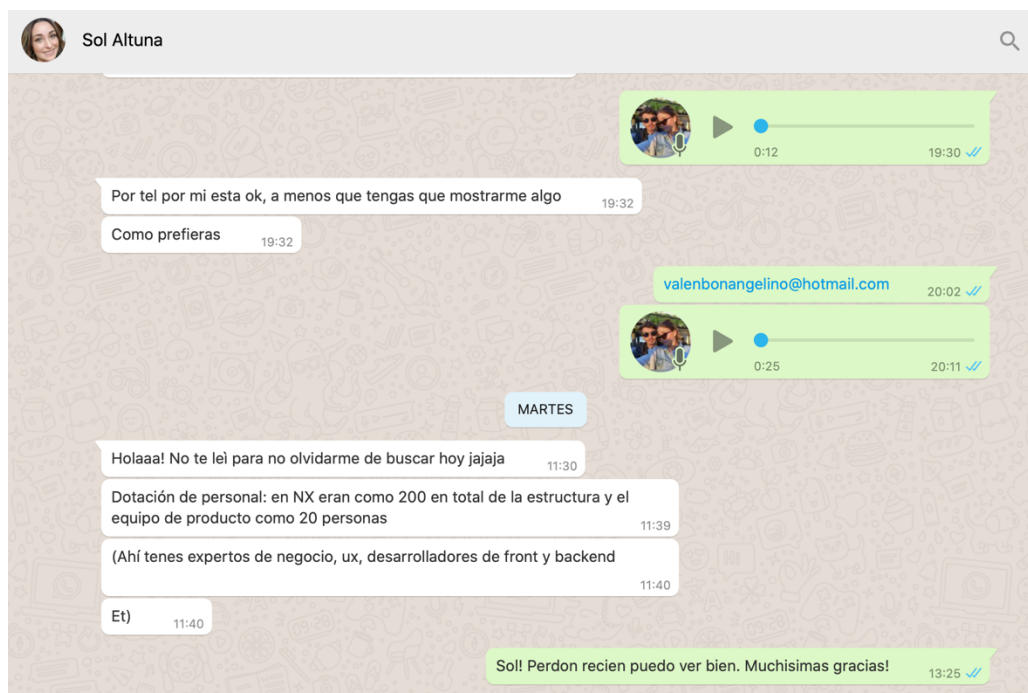 Sol Altuna
0:12 19:30
Por tel por mi esta ok, a menos que tengas que mostrarme algo 19:32
Como prefieras 19:32
valenbonangelino@hotmail.com 20:02
0:25 20:11
MARTES
Holaaa! No te leì para no olvidarme de buscar hoy jajaja 11:30
Dotación de personal: en NX eran como 200 en total de la estructura y el
equipo de producto como 20 personas 11:39
(Ahí tenes expertos de negocio, ux, desarrolladores de front y backend
11:40
Et) 11:40
Sol! Perdon recien puedo ver bien. Muchisimas gracias! 13:25